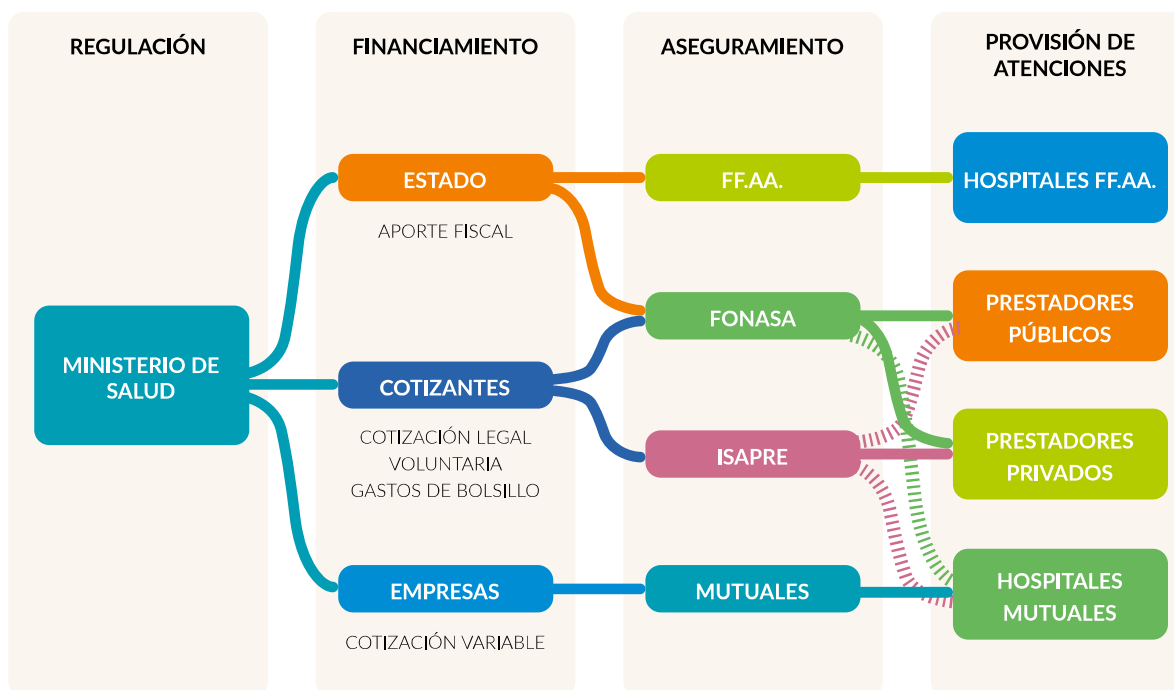 REGULACIÓN
MINISTERIO DE
SALUD
FINANCIAMIENTO
ESTADO
APORTE FISCAL
COTIZANTES
COTIZACIÓN LEGAL
VOLUNTARIA
GASTOS DE BOLSILLO
EMPRESAS
COTIZACIÓN VARIABLE
ASEGURAMIENTO
FF.AA.
FONASA
ISAPRE
MUTUALES
PROVISIÓN DE
ATENCIONES
HOSPITALES FF.AA.
PRESTADORES
PÚBLICOS
PRESTADORES
PRIVADOS
HOSPITALES
MUTUALES